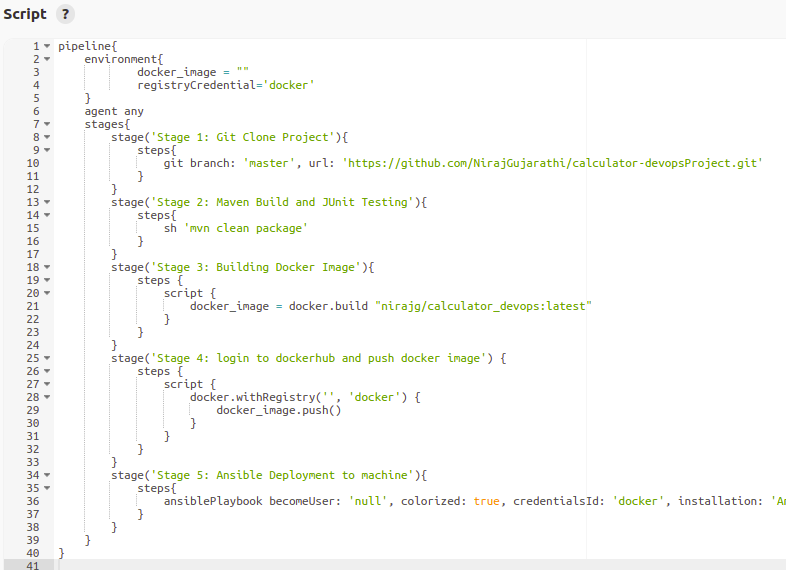 Script ?
1 pipeline{
2     environment{
3             docker_image = ""
4             registryCredential='docker'
5     }
6     agent any
7     stages{
8         stage('Stage 1: Git Clone Project'){
9             steps{
10                 git branch: 'master', url: 'https://github.com/NirajGujarathi/calculator-devopsProject.git'
11             }
12         }
13         stage('Stage 2: Maven Build and JUnit Testing'){
14             steps{
15                 sh 'mvn clean package'
16             }
17         }
18         stage('Stage 3: Building Docker Image'){
19             steps {
20                 script {
21                     docker_image = docker.build "nirajg/calculator_devops:latest"
22                 }
23             }
24         }
25         stage('Stage 4: login to dockerhub and push docker image') {
26             steps {
27                 script {
28                     docker.withRegistry('', 'docker') {
29                         docker_image.push()
30                     }
31                 }
32             }
33         }
34         stage('Stage 5: Ansible Deployment to machine'){
35             steps{
36                 ansiblePlaybook becomeUser: 'null', colorized: true, credentialsId: 'docker', installation:
37             }
38         }
39     }
40 }
41